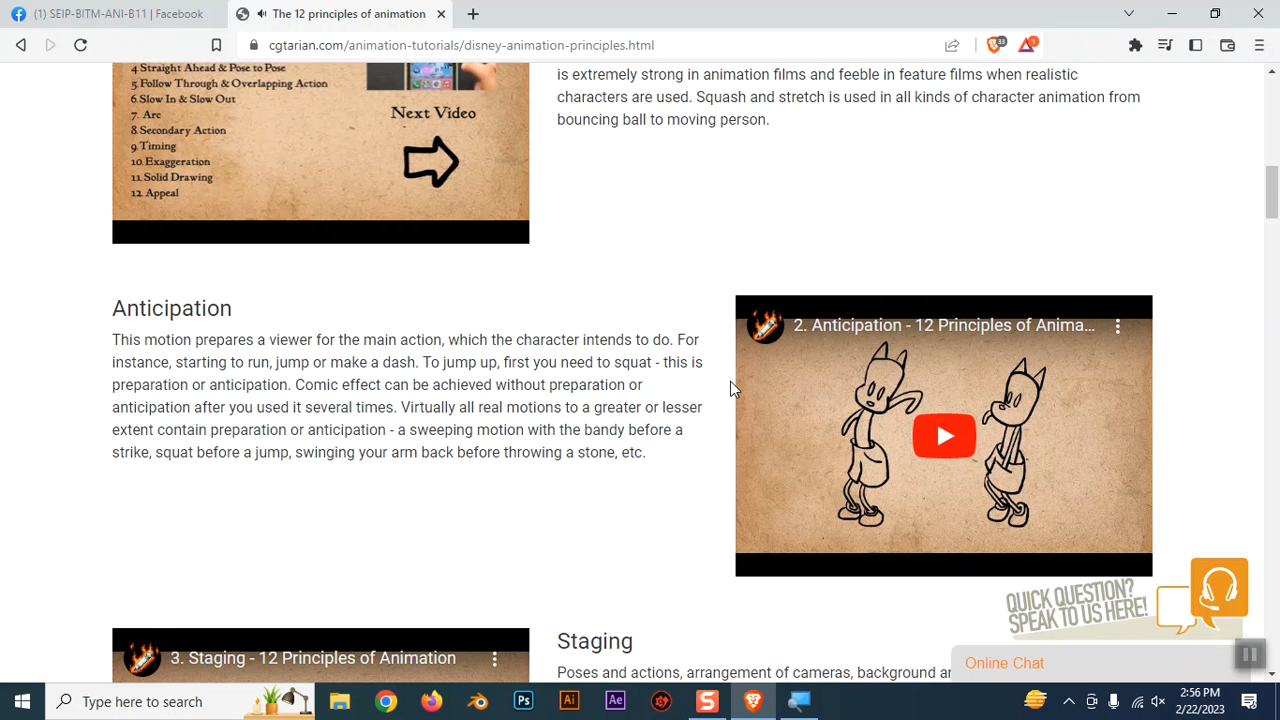 (1) SEIP-BITM-ANI-B11 | Facebook
The 12 principles of animation
cgtarian.com/animation-tutorials/disney-animation-principles.html
33
1
4.Straight Ahead & Pose to Pose
5.Follow Through & Overlapping Action
6.Slow In & Slow Out
7. Arc
8.Secondary Action
9.Timing
10.Exaggeration
11.Solid Drawing
12. Appeal
Next Video
is extremely strong in animation films and feeble in feature films when realistic
characters are used. Squash and stretch is used in all kinds of character animation from
bouncing ball to moving person.
Anticipation
This motion prepares a viewer for the main action, which the character intends to do. For
instance, starting to run, jump or make a dash. To jump up, first you need to squat - this is
preparation or anticipation. Comic effect can be achieved without preparation or
anticipation after you used it several times. Virtually all real motions to a greater or lesser
extent contain preparation or anticipation - a sweeping motion with the bandy before a
strike, squat before a jump, swinging your arm back before throwing a stone, etc.
2. Anticipation - 12 Principles of Anima...
3. Staging - 12 Principles of Animation
Staging
Poses and actions, arrangement of cameras, background
QUICK QUESTION?
SPEAK TO US HERE!
Online Chat
Type here to search
Ps
Ai
Ae
S
2:56 PM
2/22/2023